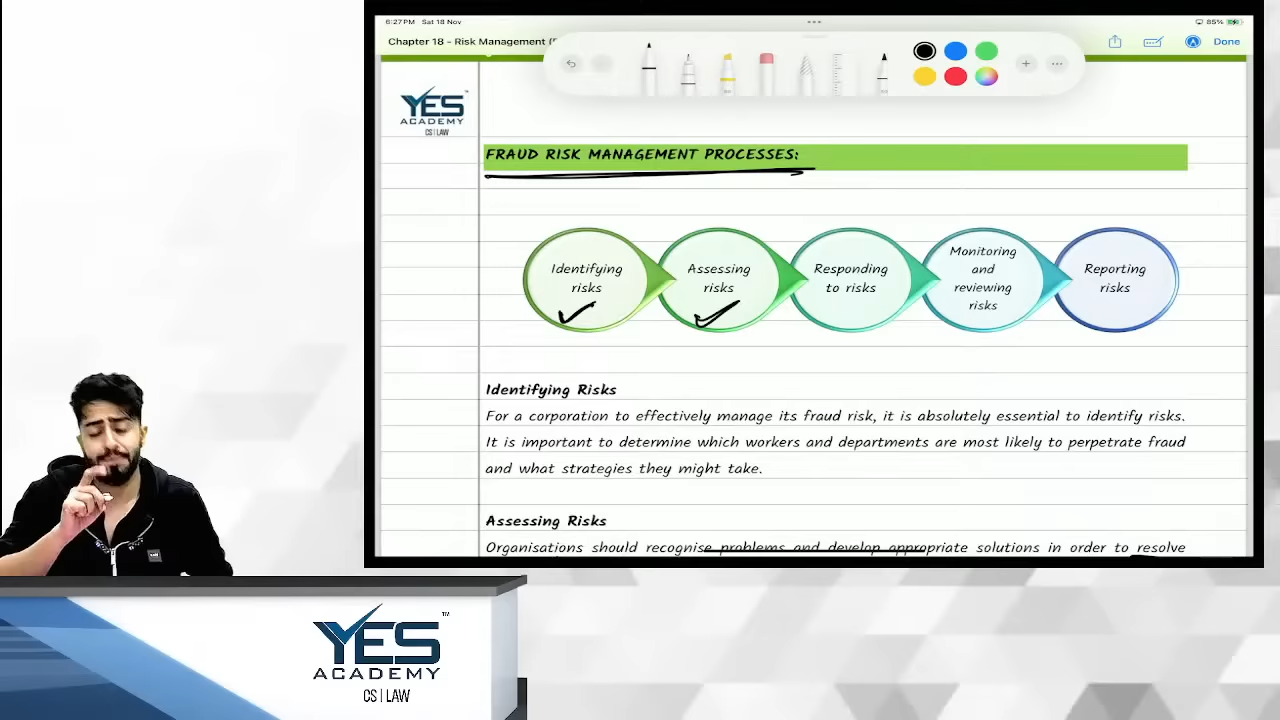 6:27PM Sat 18 Nov
85%
Chapter 18 - Risk Management (
Done
YES
ACADEMY
CS | LAW
FRAUD RISK MANAGEMENT PROCESSES:
Identifying
risks
Assessing
risks
Responding
to risks
Monitoring
and
reviewing
risks
Reporting
risks
Identifying Risks
For a corporation to effectively manage its fraud risk, it is absolutely essential to identify risks.
It is important to determine which workers and departments are most likely to perpetrate fraud
and what strategies they might take.
Assessing Risks
Organisations should recognise problems and develop appropriate solutions in order to resolve
YES™
ACADEMY
CS | LAW